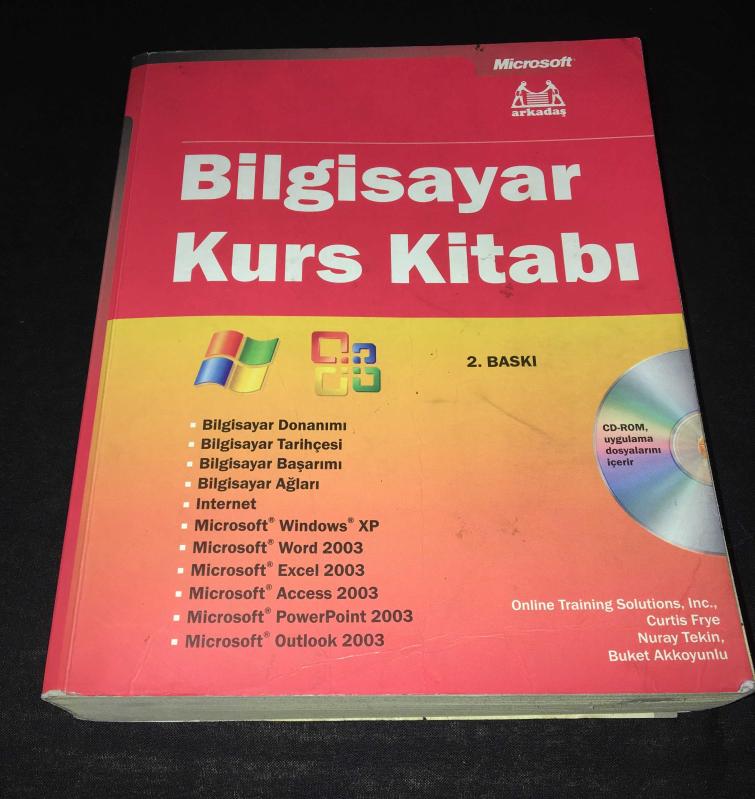 Microsoft
arkadaş
Bilgisayar
Kurs Kitabı
2. BASKI
Bilgisayar Donanımı
Bilgisayar Tarihçesi
Bilgisayar Başarımı
Bilgisayar Ağları
Internet
Microsoft® Windows® XP
Microsoft® Word 2003
Microsoft® Excel 2003
Microsoft® Access 2003
Microsoft® PowerPoint 2003
Microsoft® Outlook 2003
CD-ROM,
uygulama
dosyalarını
içerir
Online Training Solutions, Inc.,
Curtis Frye
Nuray Tekin,
Buket Akkoyunlu